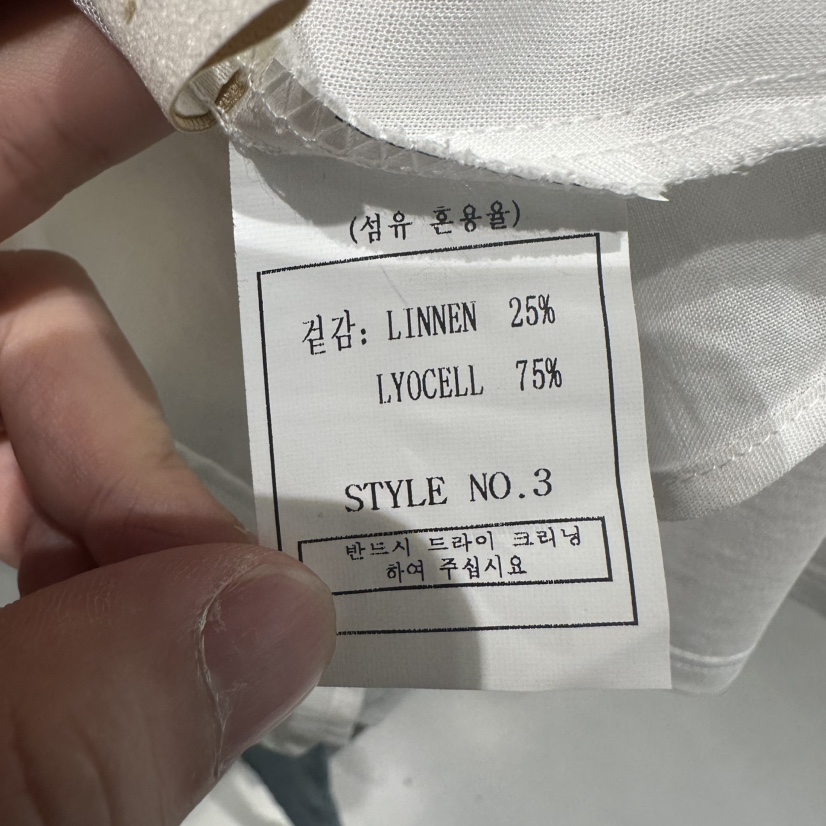 (섬유 혼용율)
겉감: LINNEN 25%
LYOCELL 75%
STYLE NO.3
반드시 드라이 크리닝
하여 주십시요